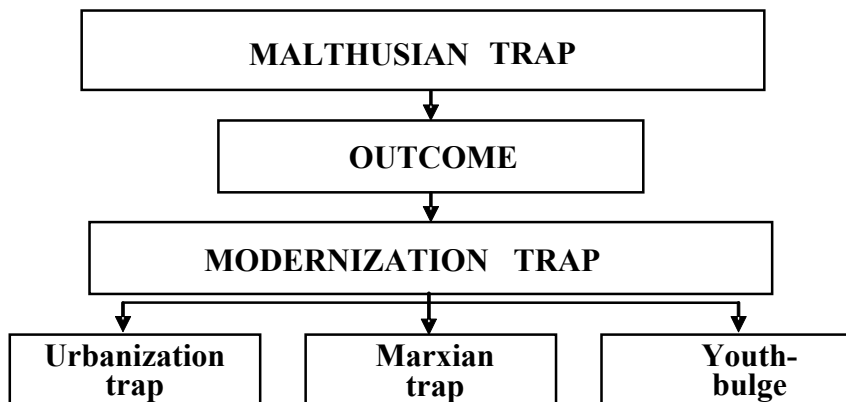 MALTHUSIAN TRAP
OUTCOME
MODERNIZATION TRAP
Urbanization
trap
Marxian
trap
Youth-
bulge